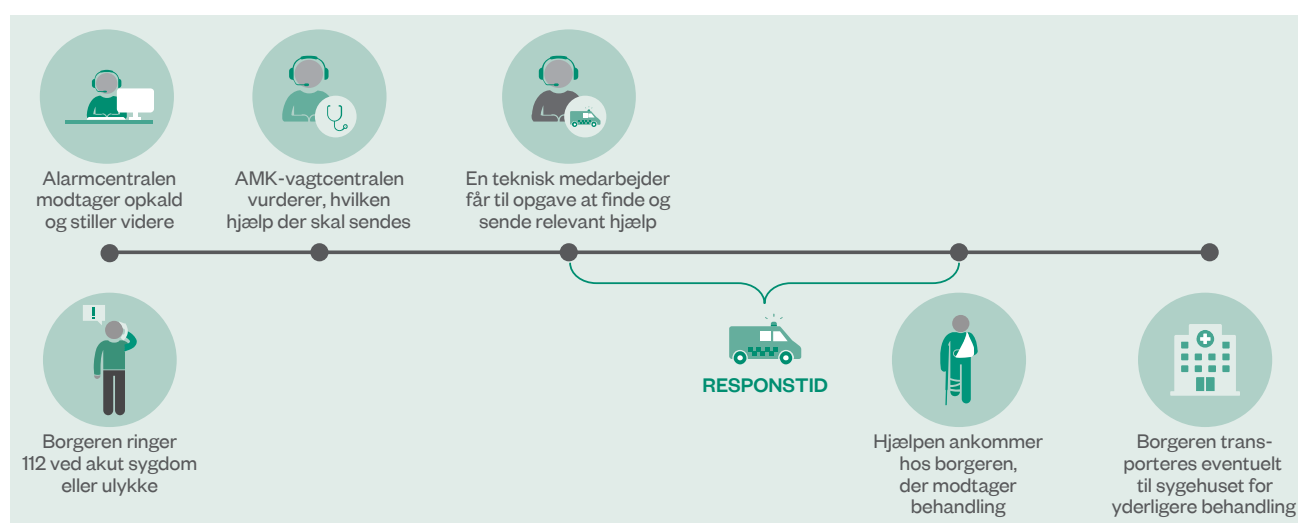 Alarmcentralen
modtager opkald
og stiller videre
AMK-vagtcentralen
vurderer, hvilken
hjælp der skal sendes
En teknisk medarbejder
får til opgave at finde og
sende relevant hjælp
!
RESPONSTID
Borgeren ringer
112 ved akut sygdom
eller ulykke
Hjælpen ankommer
hos borgeren,
der modtager
behandling
Borgeren trans-
porteres eventuelt
til sygehuset for
yderligere behandling